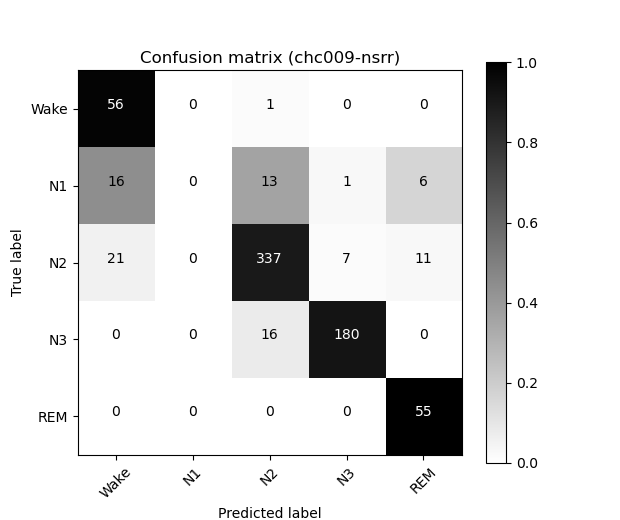 Confusion matrix (chc009-nsrr)
Wake 56 0 1 0 0
N1 16 0 13 1 6
N2 21 0 337 7 11
N3 0 0 16 180 0
REM 0 0 0 0 55
Wake N1 N2 N3 REM
True label
Predicted label
1.0
0.8
0.6
0.4
0.2
0.0